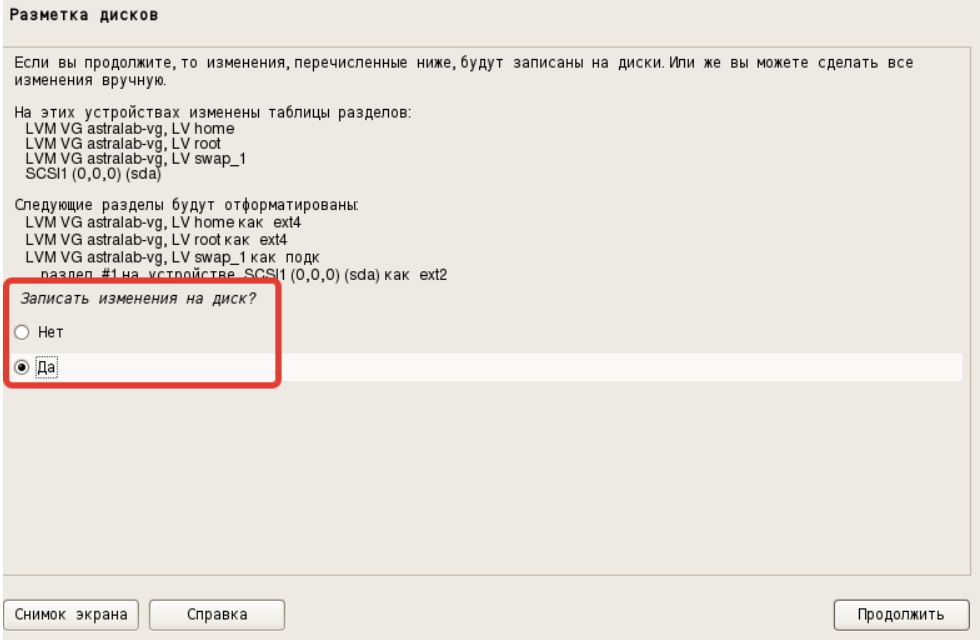 Разметка дисков
Если вы продолжите, то изменения, перечисленные ниже, будут записаны на диски. Или же вы можете сделать все
изменения вручную.
На этих устройствах изменены таблицы разделов:
LVM VG astralab-vg, LV home
LVM VG astralab-vg, LV root
LVM VG astralab-vg, LV swap_1
SCSI1 (0,0,0) (sda)
Следующие разделы будут отформатированы:
LVM VG astralab-vg, LV home как ext4
LVM VG astralab-vg, LV root как ext4
LVM VG astralab-vg, LV swap_1 как подк
раздел #1 на устройстве SCSI1 (0,0,0) (sda) как ext2
Записать изменения на диск?
Нет
Да
Снимок экрана
Справка
Продолжить